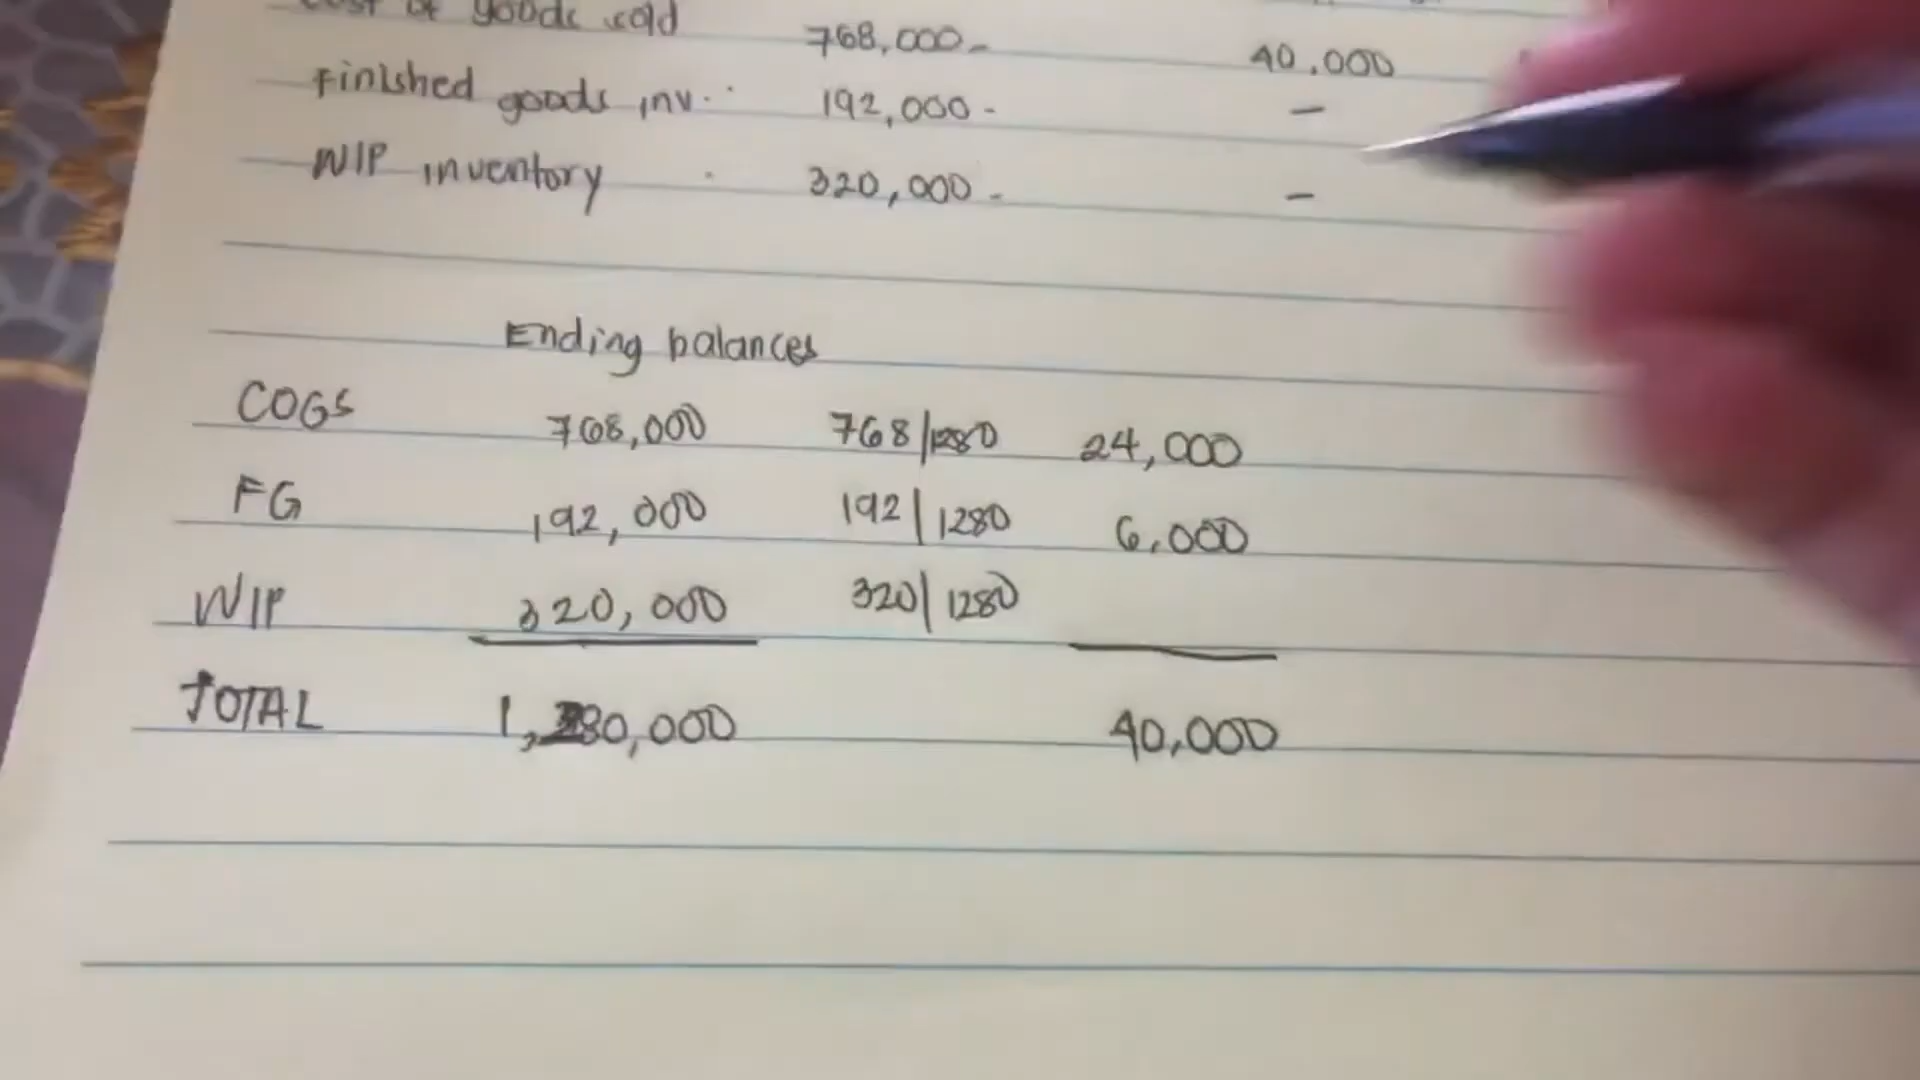 Cost of goods sold 768,000- 40,000
Finished goods inv. 192,000- -
WIP inventory 320,000- -
Ending balances
COGS 768,000 768/1280 24,000
FG 192,000 192/1280 6,000
WIP 320,000 320/1280
TOTAL 1,280,000 40,000